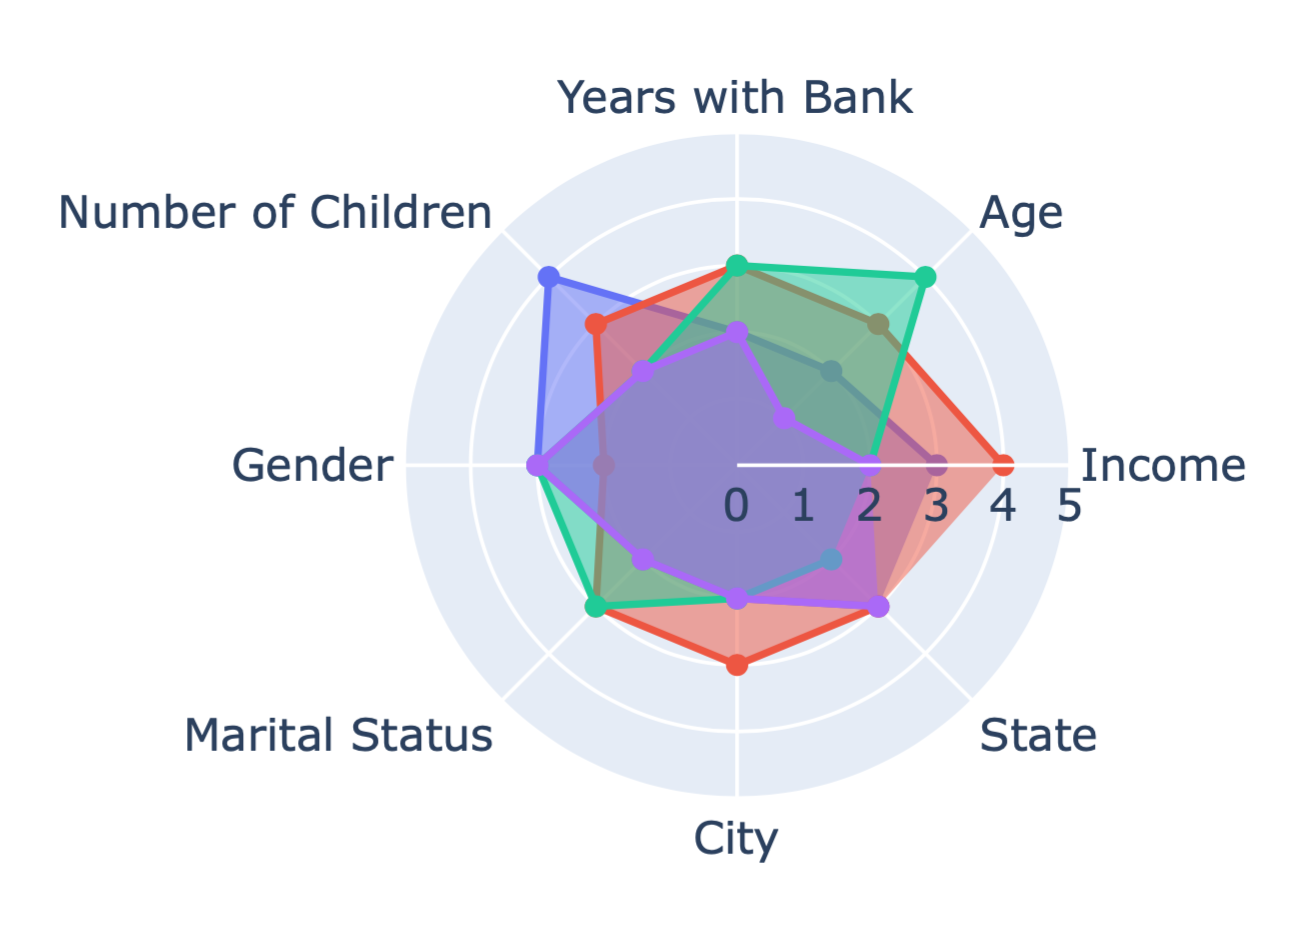 Years with Bank
Number of Children
Age
Gender
Income
0 1 2 3 4 5
Marital Status
State
City